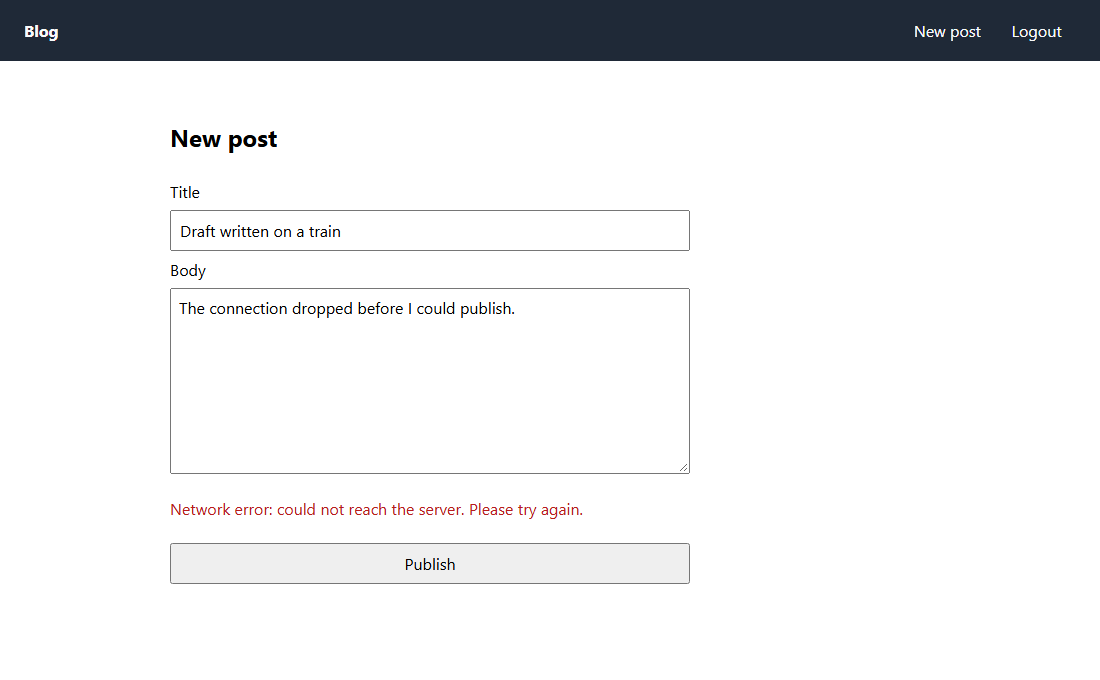 Blog
New post
Logout
New post
Title
Draft written on a train
Body
The connection dropped before I could publish.
Network error: could not reach the server. Please try again.
Publish